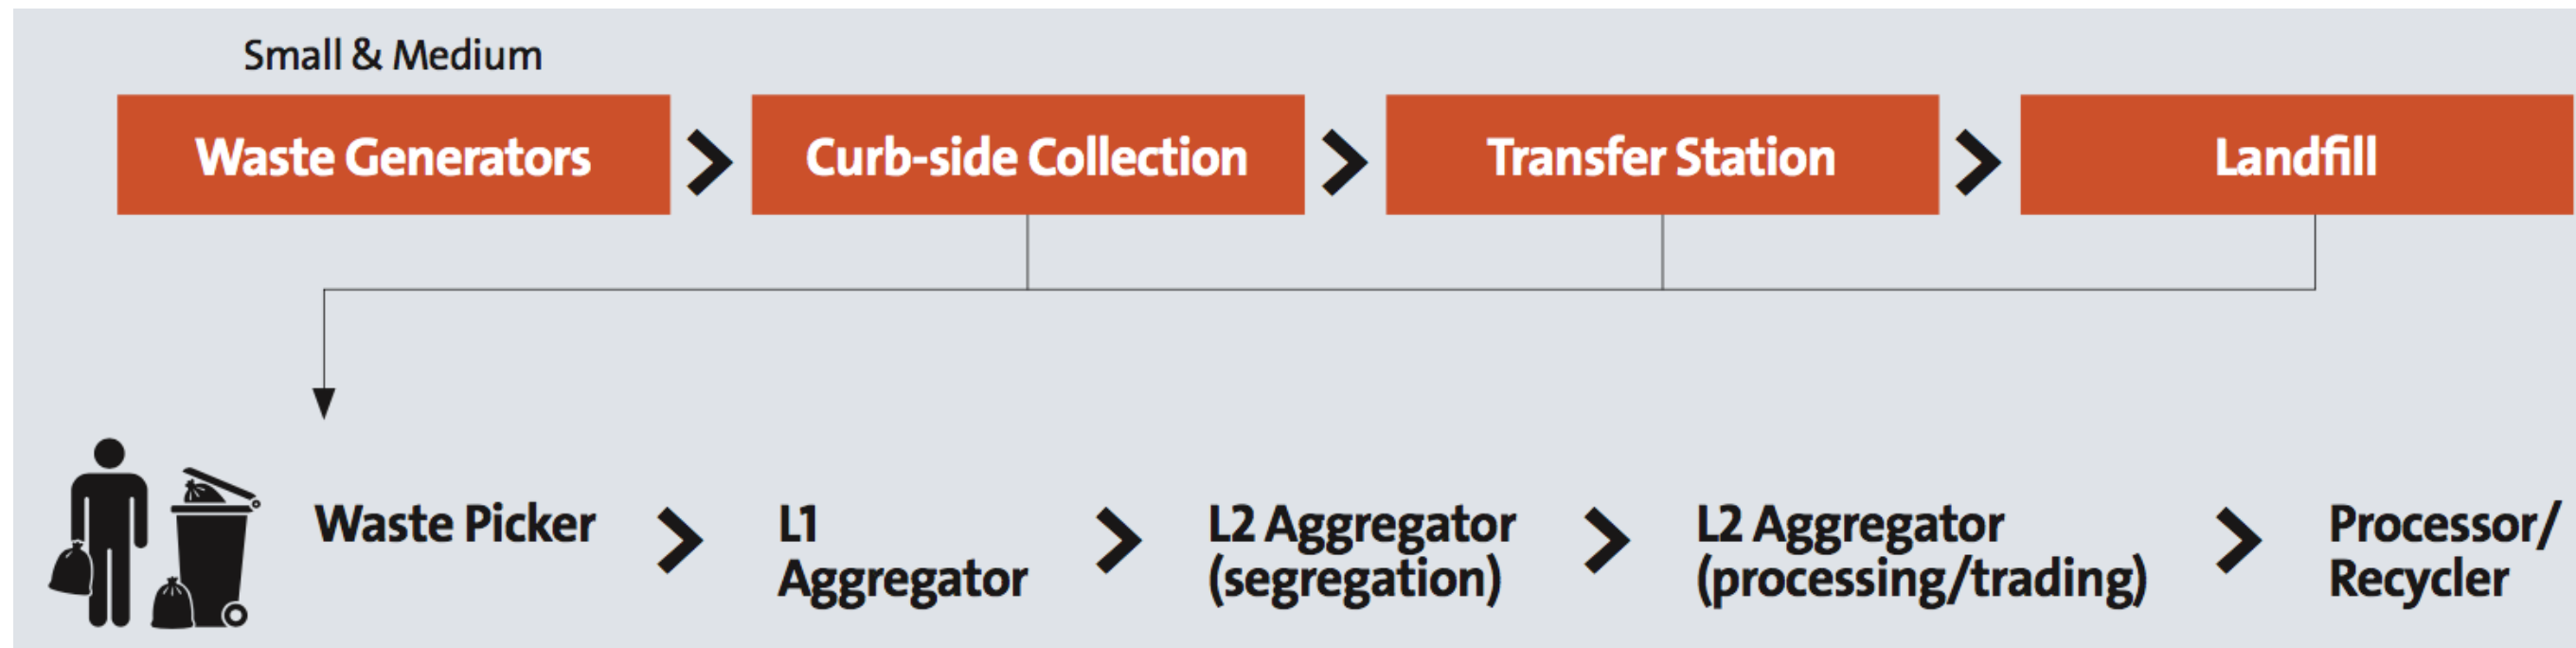 Small & Medium
Waste Generators
Curb-side Collection
Transfer Station
Landfill
Waste Picker
L1
Aggregator
L2 Aggregator
(segregation)
L2 Aggregator
(processing/trading)
Processor/
Recycler